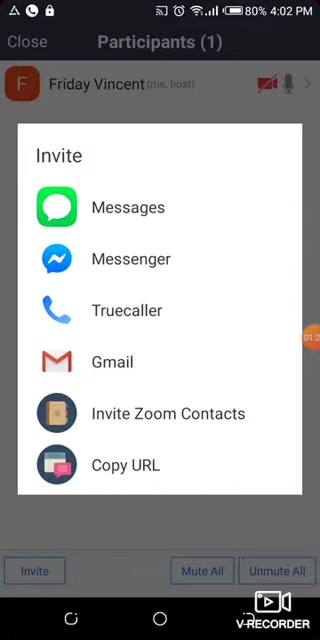 80% 4:02 PM
Close Participants (1)
F Friday Vincent (me, host)
Invite
Messages
Messenger
Truecaller
Gmail
Invite Zoom Contacts
Copy URL
Invite Mute All Unmute All
V-RECORDER